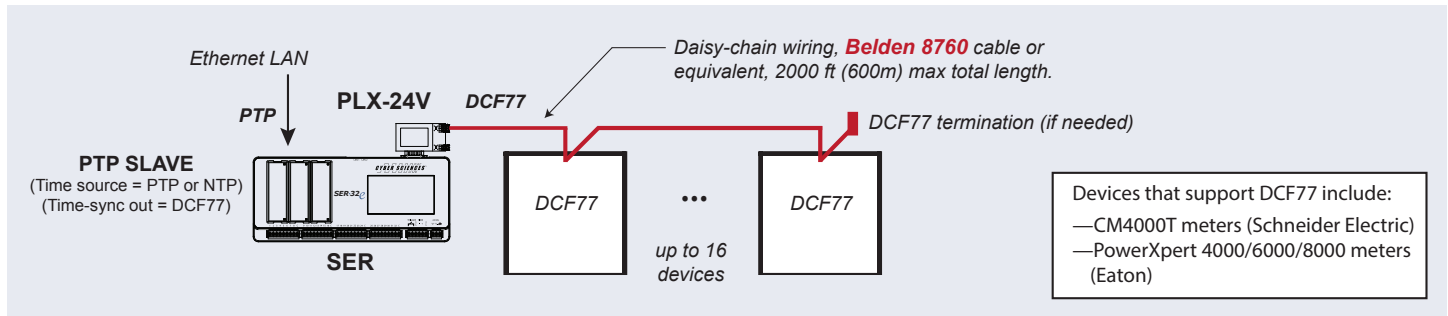 Ethernet LAN
PTP
PLX-24V
DCF77
Daisy-chain wiring, Belden 8760 cable or
equivalent, 2000 ft (600m) max total length.
DCF77 termination (if needed)
PTP SLAVE
(Time source = PTP or NTP)
(Time-sync out = DCF77)
CYBER SCIENCES
SER-32e
SER
DCF77
•••
up to 16
devices
DCF77
Devices that support DCF77 include:
—CM4000T meters (Schneider Electric)
—PowerXpert 4000/6000/8000 meters
(Eaton)